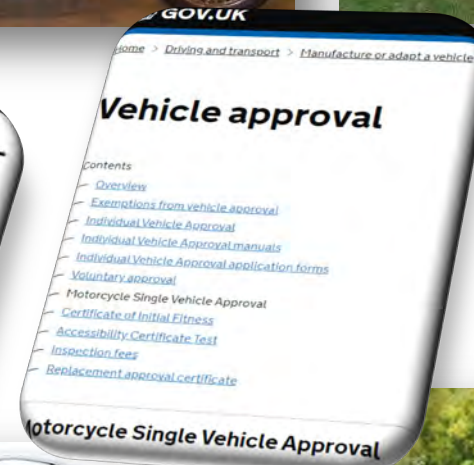 GOV.UK
Home > Driving and transport > Manufacture or adapt a vehicle
Vehicle approval
Contents
— Overview
— Exemptions from vehicle approval
— Individual Vehicle Approval
— Individual Vehicle Approval manuals
— Individual Vehicle Approval application forms
— Voluntary approval
— Motorcycle Single Vehicle Approval
— Certificate of Initial Fitness
— Accessibility Certificate Test
— Inspection fees
— Replacement approval certificate
Motorcycle Single Vehicle Approval